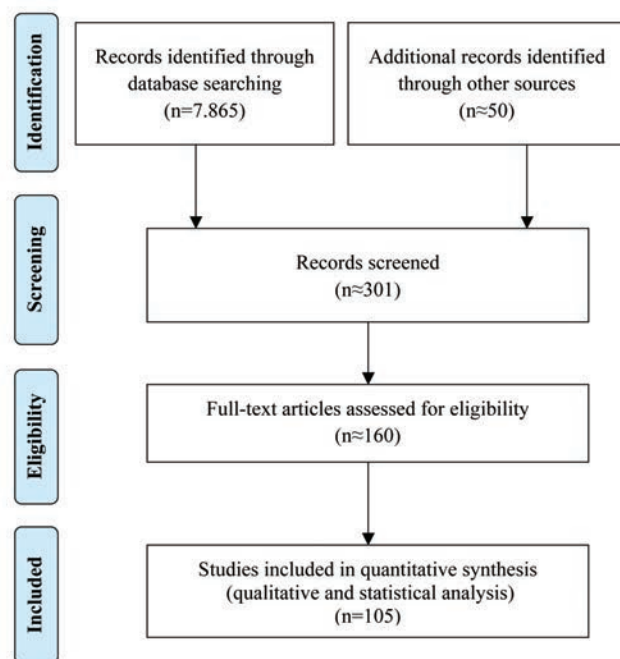 Identification
Records identified through
database searching
(n=7.865)
Additional records identified
through other sources
(n≈50)
Screening
Records screened
(n≈301)
Eligibility
Full-text articles assessed for eligibility
(n≈160)
Included
Studies included in quantitative synthesis
(qualitative and statistical analysis)
(n=105)